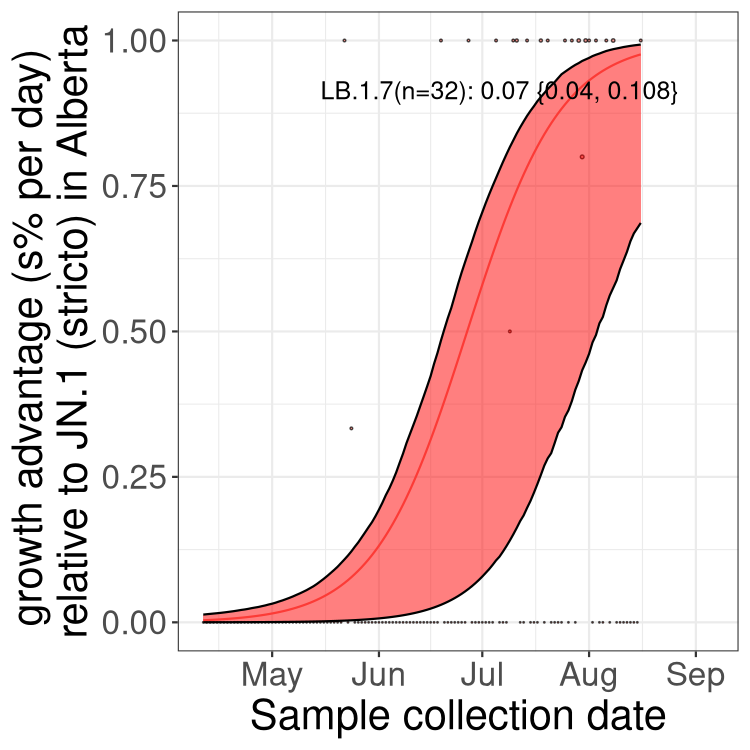 growth advantage (s% per day)
relative to JN.1 (stricto) in Alberta
1.00
0.75
0.50
0.25
0.00
LB.1.7(n=32): 0.07 {0.04, 0.108}
May Jun Jul Aug Sep
Sample collection date